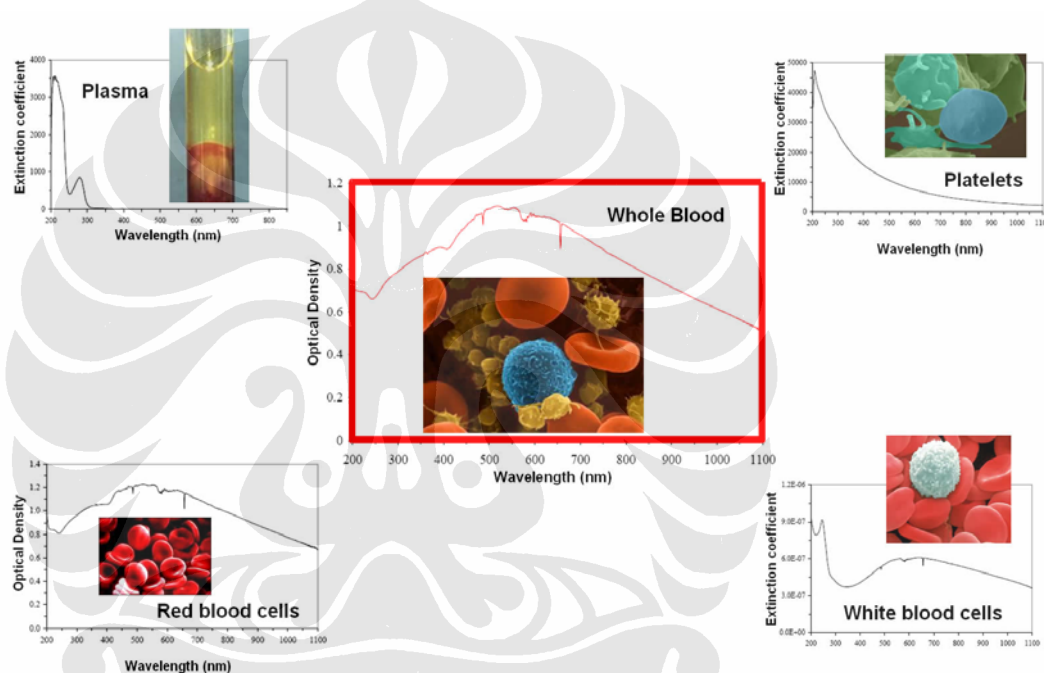 4000
3000
2000
1000
0
200 300 400 500 600 700 800
Extinction coefficient
Plasma
Wavelength (nm)
50000
40000
30000
20000
10000
0
200 300 400 500 600 700 800 900 1000 1100
Extinction coefficient
Platelets
Wavelength (nm)
1.2
1
0.8
0.6
0.4
0.2
0
200 300 400 500 600 700 800 900 1000 1100
Optical Density
Whole Blood
Wavelength (nm)
1.4
1.2
1.0
0.8
0.6
0.4
0.2
0.0
200 300 400 500 600 700 800 900 1000 1100
Optical Density
Red blood cells
Wavelength (nm)
1.2E-06
9.0E-07
6.0E-07
3.0E-07
0.0E+00
200 300 400 500 600 700 800 900 1000 1100
Extinction coefficient
White blood cells
Wavelength (nm)